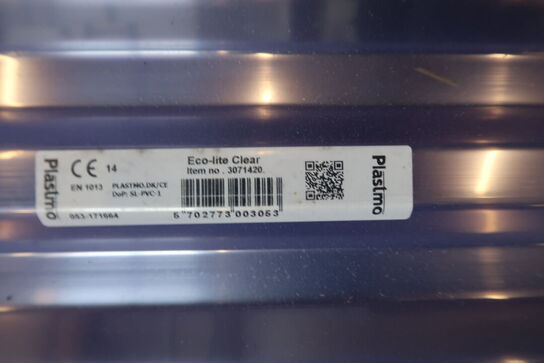 Plastmo
CE 14
EN 1013
PLASTMO.DK/CE
DoP: SL-PVC-1
053-171664
Eco-lite Clear
Item no. 3071420.
5 702773 003053
Plastmo